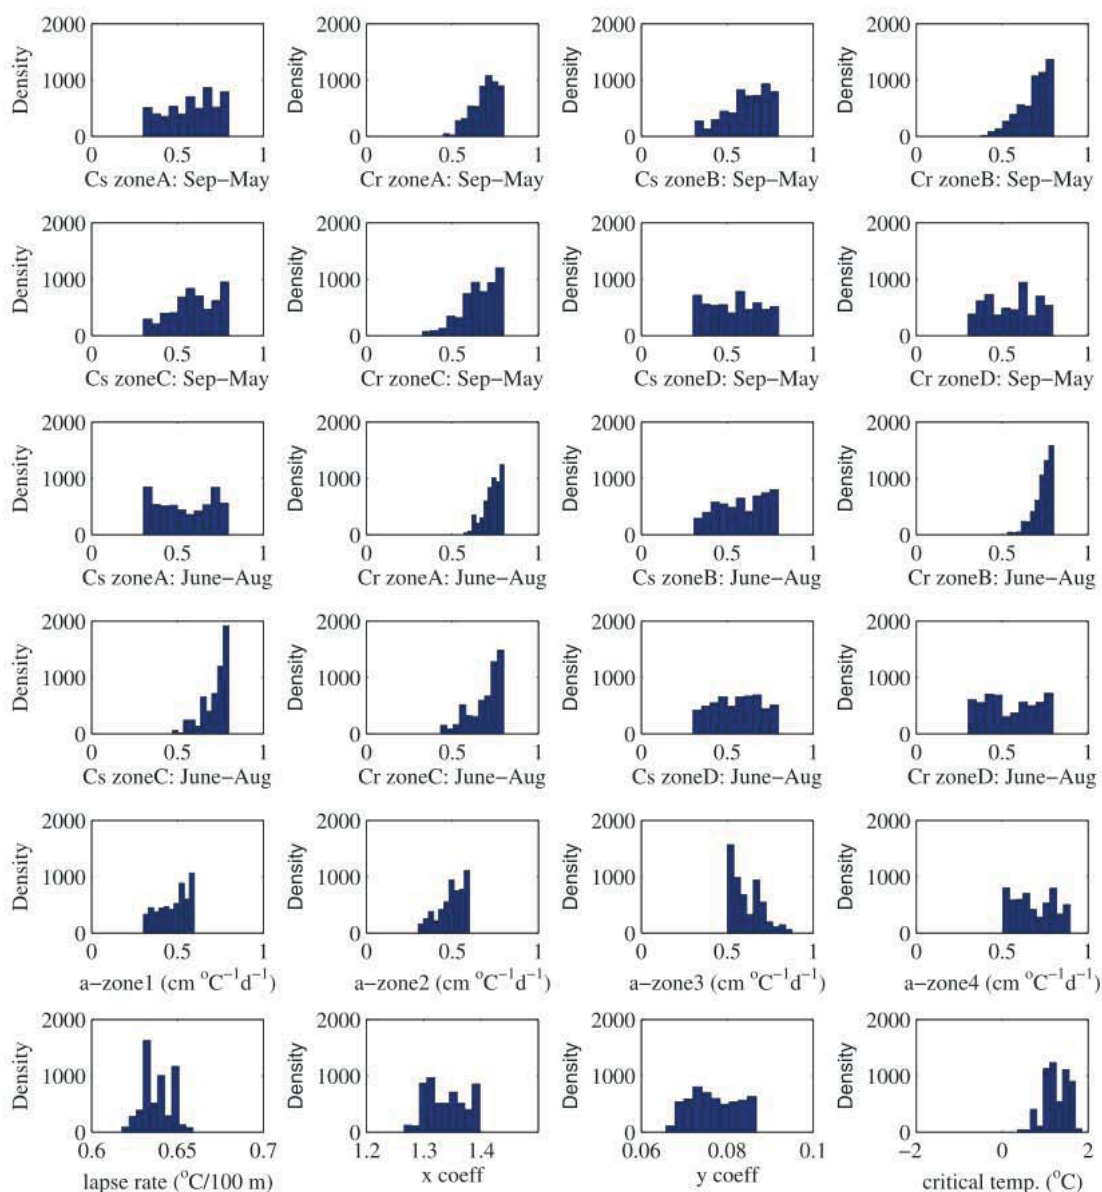 2000 2000 2000 2000
Density Density Density Density
1000 1000 1000 1000
0 0 0 0
0 0.5 1 0 0.5 1 0 0.5 1 0 0.5 1
Cs zoneA: Sep−May Cr zoneA: Sep−May Cs zoneB: Sep−May Cr zoneB: Sep−May
2000 2000 2000 2000
Density Density Density Density
1000 1000 1000 1000
0 0 0 0
0 0.5 1 0 0.5 1 0 0.5 1 0 0.5 1
Cs zoneC: Sep−May Cr zoneC: Sep−May Cs zoneD: Sep−May Cr zoneD: Sep−May
2000 2000 2000 2000
Density Density Density Density
1000 1000 1000 1000
0 0 0 0
0 0.5 1 0 0.5 1 0 0.5 1 0 0.5 1
Cs zoneA: June−Aug Cr zoneA: June−Aug Cs zoneB: June−Aug Cr zoneB: June−Aug
2000 2000 2000 2000
Density Density Density Density
1000 1000 1000 1000
0 0 0 0
0 0.5 1 0 0.5 1 0 0.5 1 0 0.5 1
Cs zoneC: June−Aug Cr zoneC: June−Aug Cs zoneD: June−Aug Cr zoneD: June−Aug
2000 2000 2000 2000
Density Density Density Density
1000 1000 1000 1000
0 0 0 0
0 0.5 1 0 0.5 1 0 0.5 1 0 0.5 1
a−zone1 (cm °C⁻¹d⁻¹) a−zone2 (cm °C⁻¹d⁻¹) a−zone3 (cm °C⁻¹d⁻¹) a−zone4 (cm °C⁻¹d⁻¹)
2000 2000 2000 2000
Density Density Density Density
1000 1000 1000 1000
0 0 0 0
0.6 0.65 0.7 1.2 1.3 1.4 0.06 0.08 0.1 −2 0 2
lapse rate (°C/100 m) x coeff y coeff critical temp. (°C)